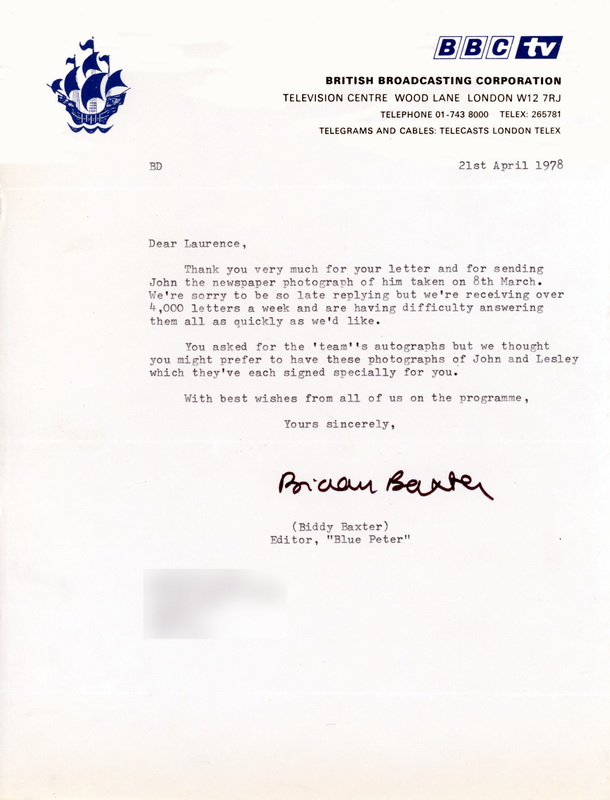 BBC tv
BRITISH BROADCASTING CORPORATION
TELEVISION CENTRE WOOD LANE LONDON W12 7RJ
TELEPHONE 01-743 8000 TELEX: 265781
TELEGRAMS AND CABLES: TELECASTS LONDON TELEX
BD 21st April 1978
Dear Laurence,
Thank you very much for your letter and for sending
John the newspaper photograph of him taken on 8th March.
We're sorry to be so late replying but we're receiving over
4,000 letters a week and are having difficulty answering
them all as quickly as we'd like.
You asked for the 'team''s autographs but we thought
you might prefer to have these photographs of John and Lesley
which they've each signed specially for you.
With best wishes from all of us on the programme,
Yours sincerely,
Biddy Baxter
(Biddy Baxter)
Editor, "Blue Peter"